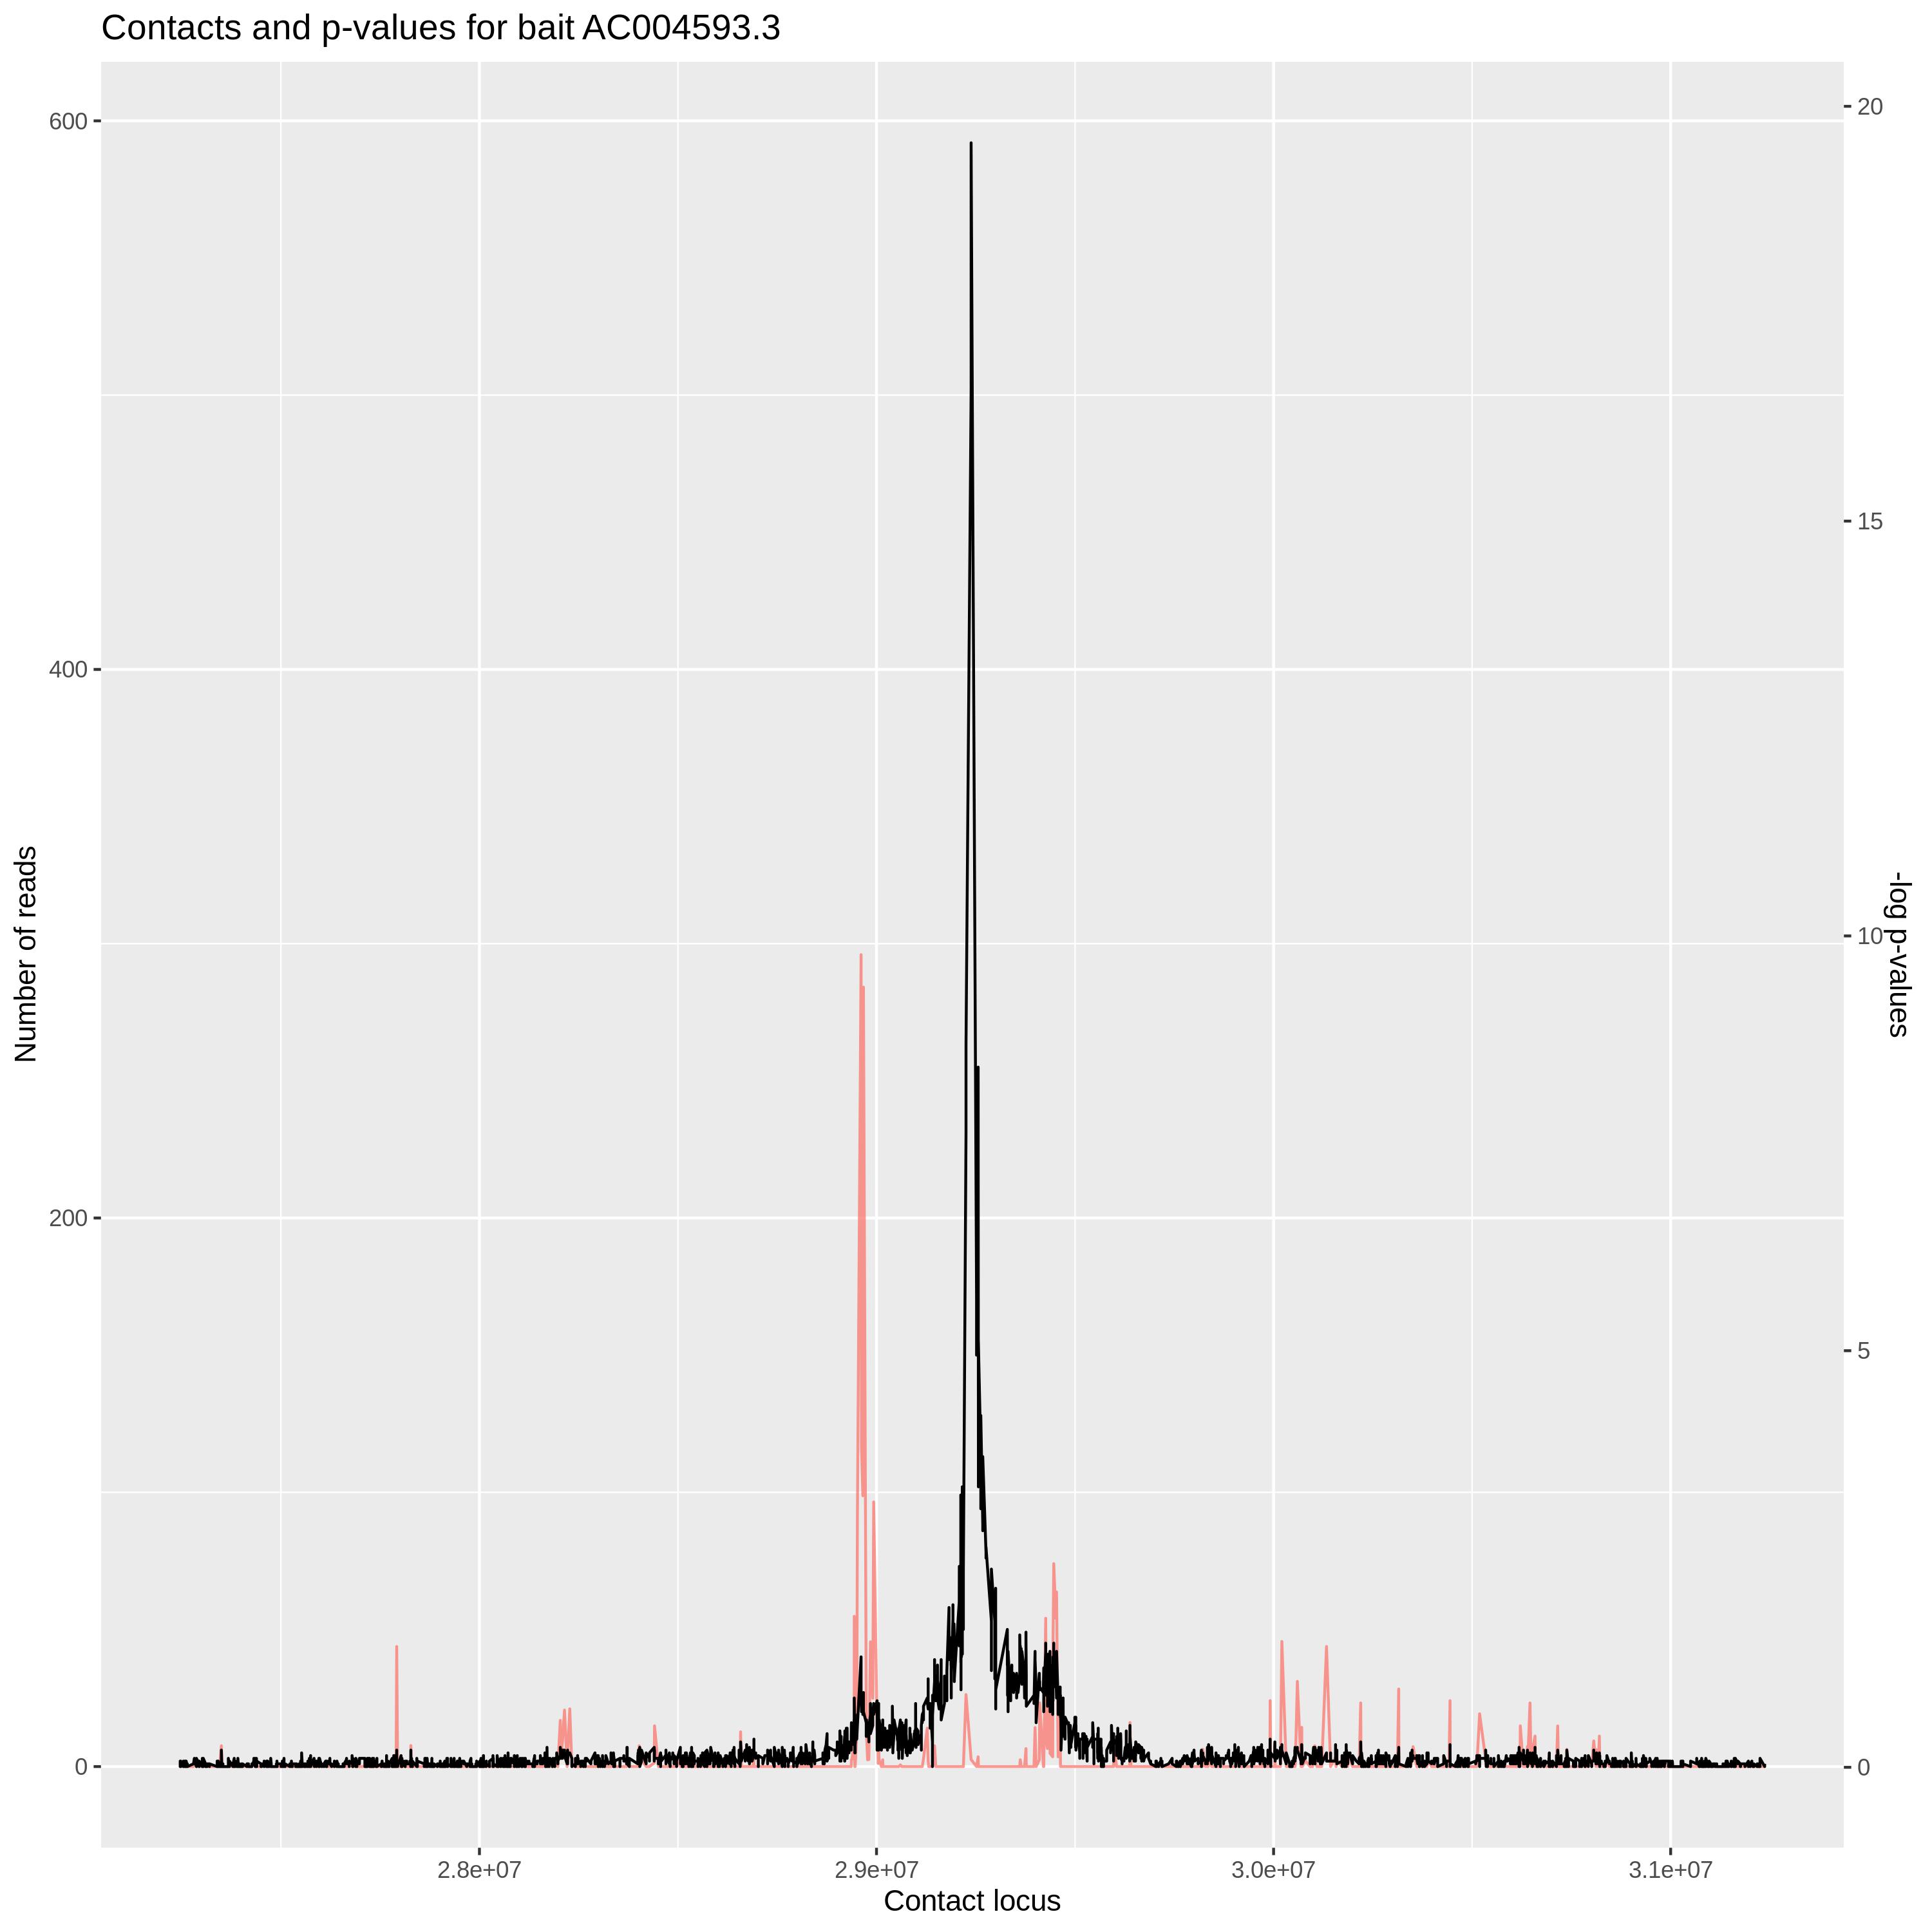 Contacts and p-values for bait AC004593.3
600
400
200
0
Number of reads
20
15
10
5
0
-log p-values
2.8e+07
2.9e+07
3.0e+07
3.1e+07
Contact locus